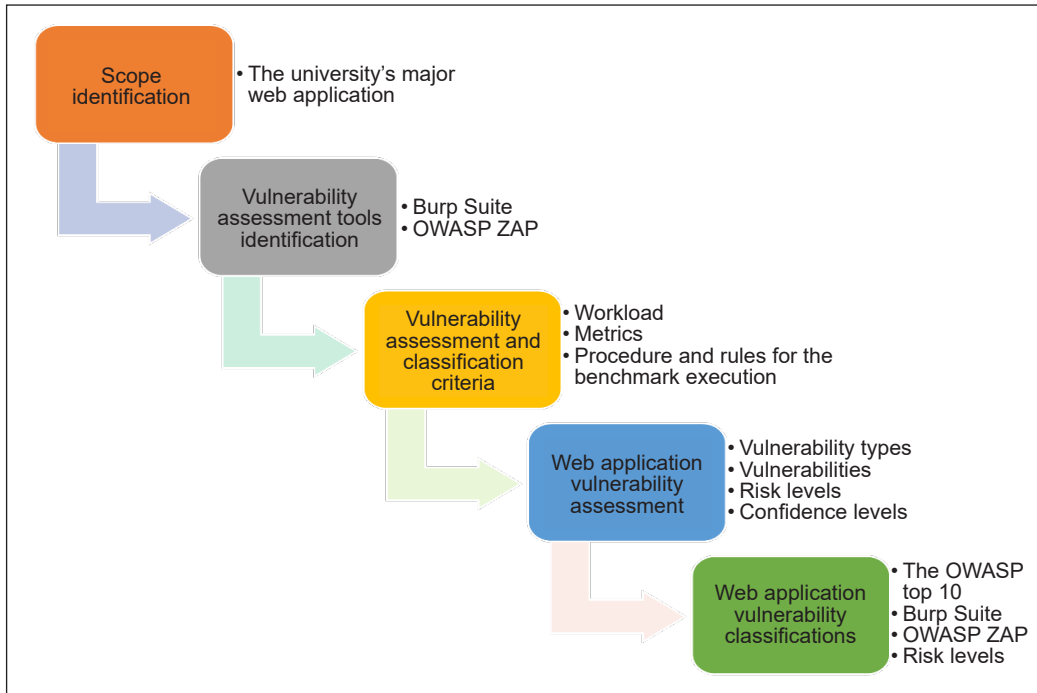 Scope
identification
• The university’s major
web application
Vulnerability
assessment tools
identification
• Burp Suite
• OWASP ZAP
Vulnerability
assessment and
classification
criteria
• Workload
• Metrics
• Procedure and rules for the
benchmark execution
Web application
vulnerability
assessment
• Vulnerability types
• Vulnerabilities
• Risk levels
• Confidence levels
Web application
vulnerability
classifications
• The OWASP
top 10
• Burp Suite
• OWASP ZAP
• Risk levels